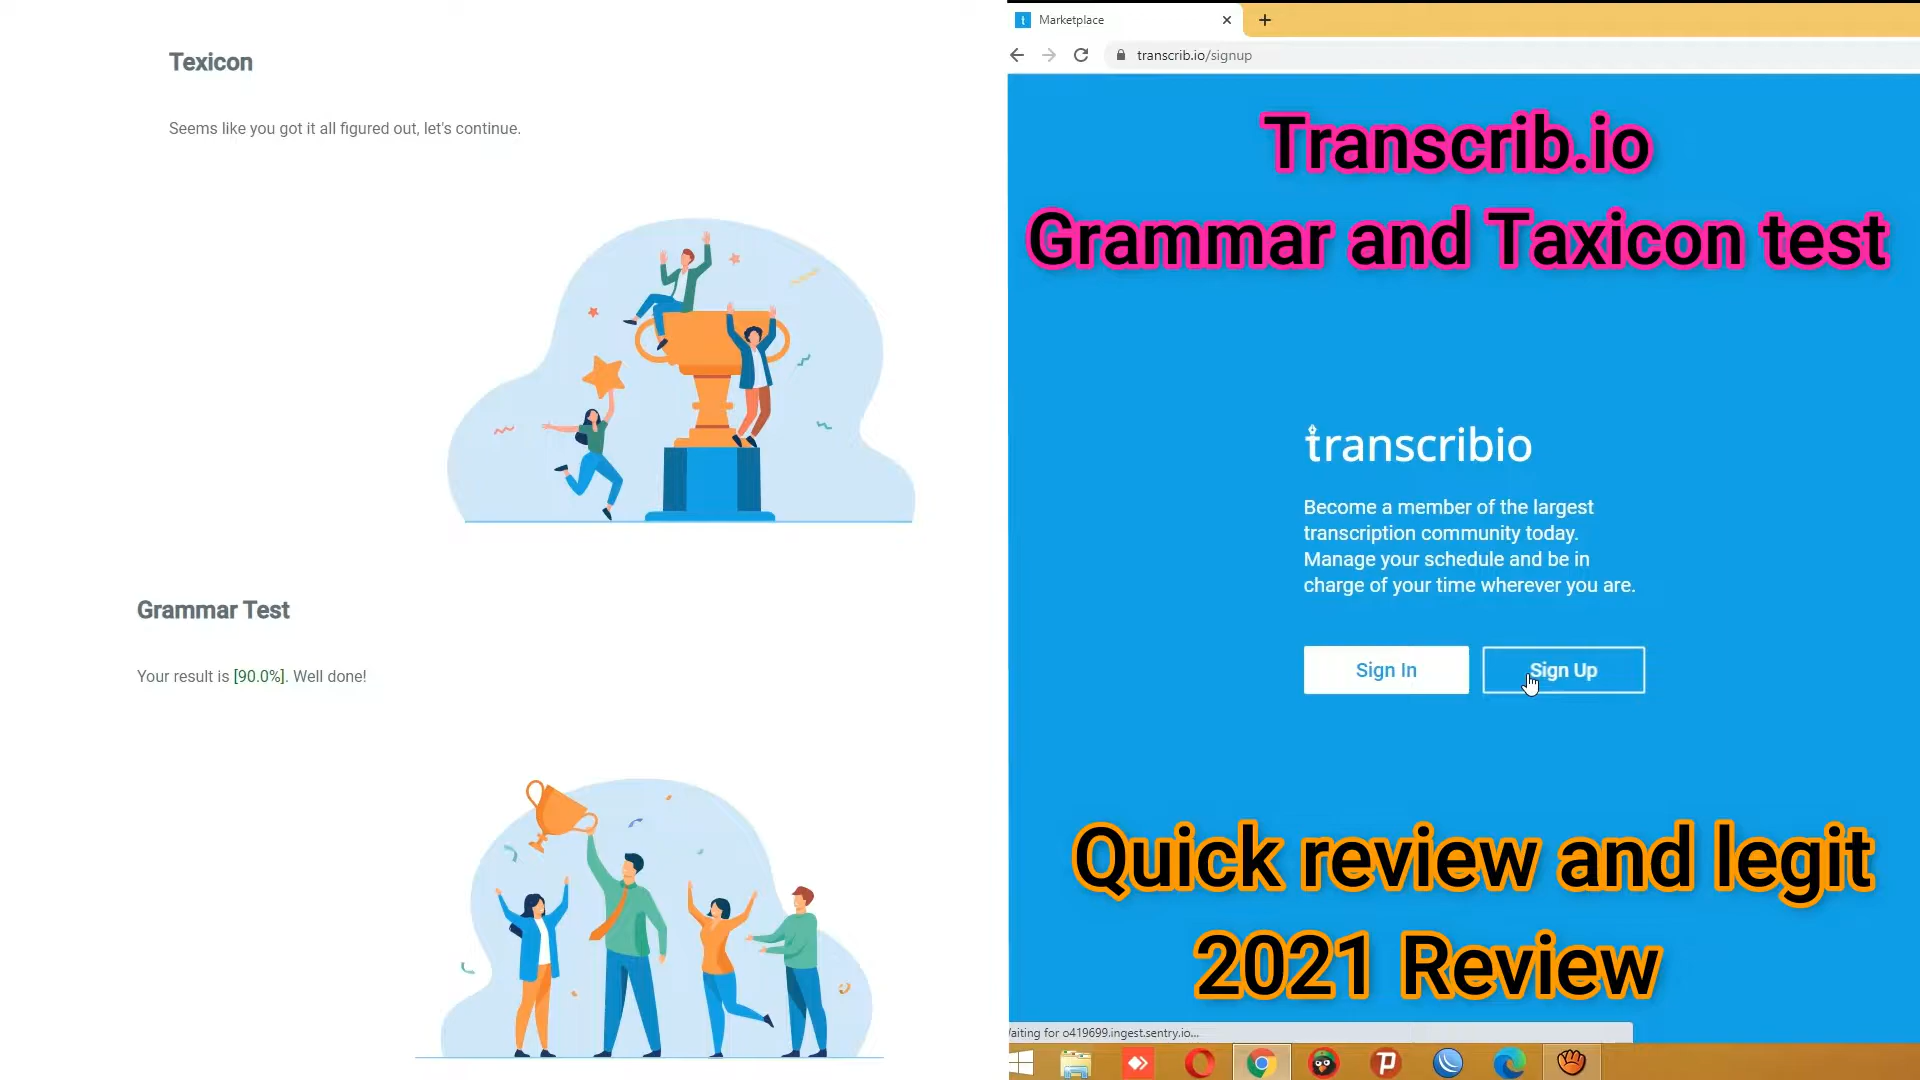 Texicon
Seems like you got it all figured out, let's continue.
Grammar Test
Your result is [90.0%]. Well done!
Marketplace
transcrib.io/signup
Transcrib.io
Grammar and Taxicon test
transcribio
Become a member of the largest
transcription community today.
Manage your schedule and be in
charge of your time wherever you are.
Sign In
Sign Up
Quick review and legit
2021 Review
aiting for o419699.ingest.sentry.io...